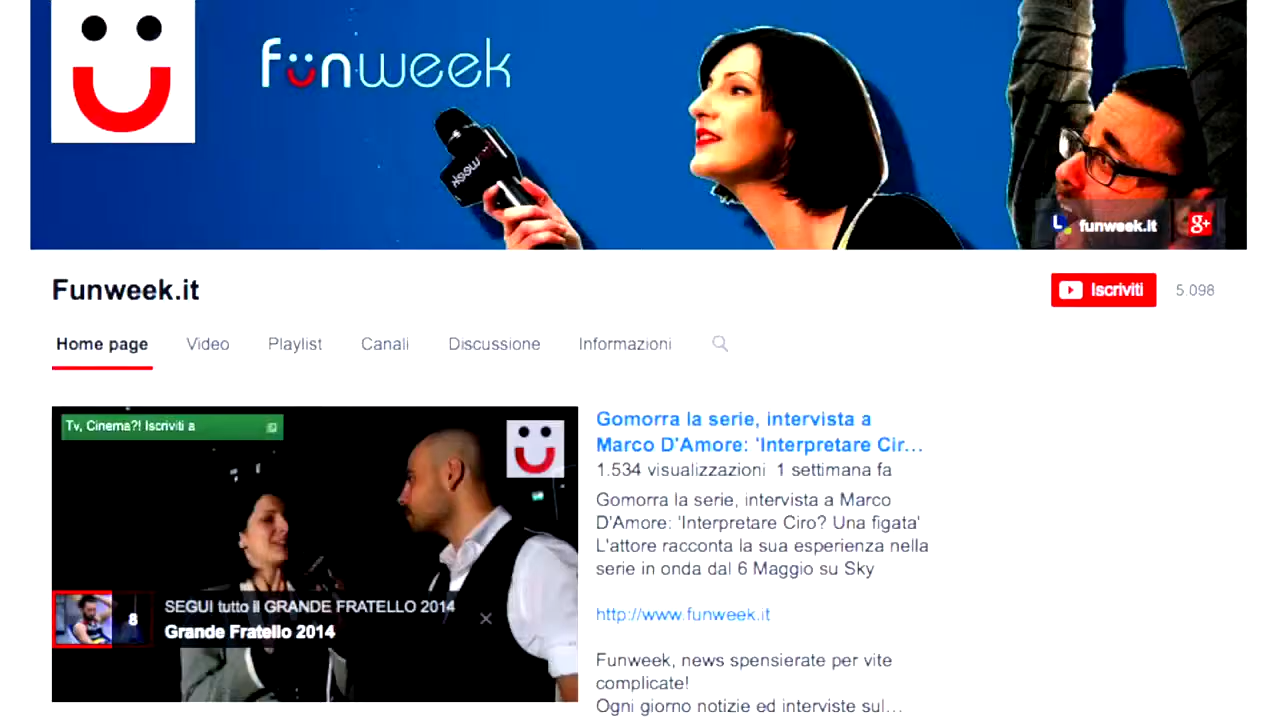 funweek
funweek.it
g+
Funweek.it
Iscriviti 5.098
Home page Video Playlist Canali Discussione Informazioni
Tv, Cinema?! Iscriviti a
Gomorra la serie, intervista a
Marco D'Amore: 'Interpretare Cir...
1.534 visualizzazioni 1 settimana fa
Gomorra la serie, intervista a Marco
D'Amore: 'Interpretare Ciro? Una figata'
L'attore racconta la sua esperienza nella
serie in onda dal 6 Maggio su Sky
http://www.funweek.it
Funweek, news spensierate per vite
complicate!
Ogni giorno notizie ed interviste sul...
8
SEGUI tutto il GRANDE FRATELLO 2014
Grande Fratello 2014